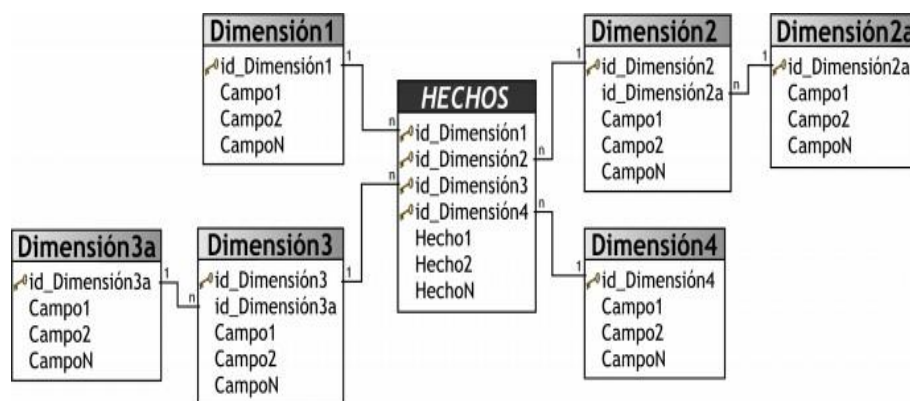 Dimensión1
id_Dimensión1
Campo1
Campo2
CampoN
1
n
HECHOS
id_Dimensión1
id_Dimensión2
id_Dimensión3
id_Dimensión4
Hecho1
Hecho2
HechoN
n
n
n
Dimensión2
id_Dimensión2
id_Dimensión2a
Campo1
Campo2
CampoN
1
n
Dimensión2a
id_Dimensión2a
Campo1
Campo2
CampoN
1
Dimensión3a
id_Dimensión3a
Campo1
Campo2
CampoN
1
n
Dimensión3
id_Dimensión3
id_Dimensión3a
Campo1
Campo2
CampoN
1
Dimensión4
id_Dimensión4
Campo1
Campo2
CampoN
1